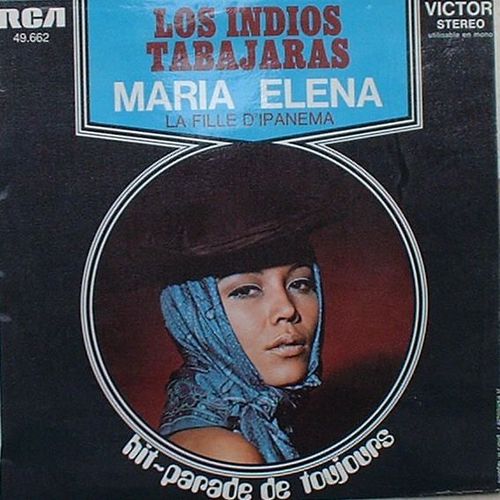 RCA
49.662
LOS INDIOS
TABAJARAS
MARIA ELENA
LA FILLE D'IPANEMA
VICTOR
STEREO
utilisable en mono
hit-parade de toujours